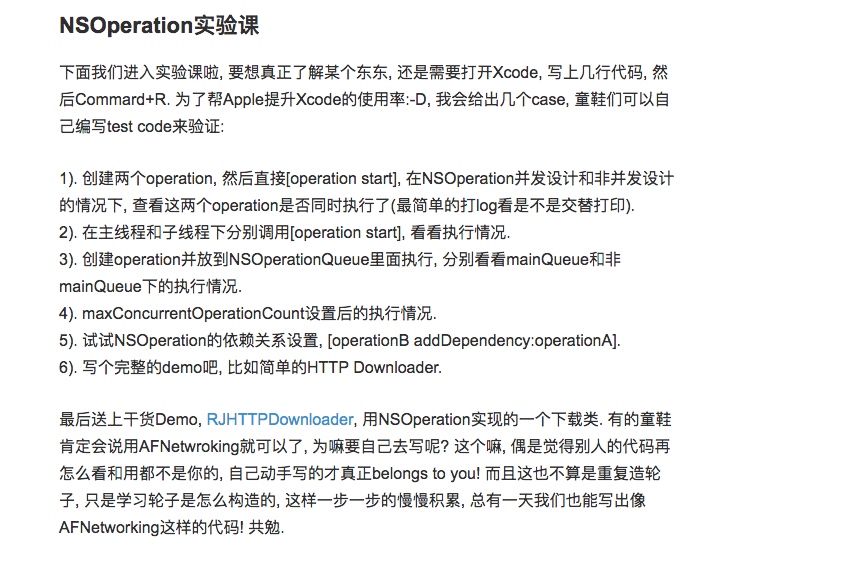 NSOperation实验课
下面我们进入实验课啦, 要想真正了解某个东东, 还是需要打开Xcode, 写上几行代码, 然
后Commard+R. 为了帮Apple提升Xcode的使用率:-D, 我会给出几个case, 童鞋们可以自
己编写test code来验证:
1). 创建两个operation, 然后直接[operation start], 在NSOperation并发设计和非并发设计
的情况下, 查看这两个operation是否同时执行了(最简单的打log看是不是交替打印).
2). 在主线程和子线程下分别调用[operation start], 看看执行情况.
3). 创建operation并放到NSOperationQueue里面执行, 分别看看mainQueue和非
mainQueue下的执行情况.
4). maxConcurrentOperationCount设置后的执行情况.
5). 试试NSOperation的依赖关系设置, [operationB addDependency:operationA].
6). 写个完整的demo吧, 比如简单的HTTP Downloader.
最后送上干货Demo, RJHTTPDownloader, 用NSOperation实现的一个下载类. 有的童鞋
肯定会说用AFNetwroking就可以了, 为嘛要自己去写呢? 这个嘛, 偶是觉得别人的代码再
怎么看和用都不是你的, 自己动手写的才真正belongs to you! 而且这也不算是重复造轮
子, 只是学习轮子是怎么构造的, 这样一步一步的慢慢积累, 总有一天我们也能写出像
AFNetworking这样的代码! 共勉.